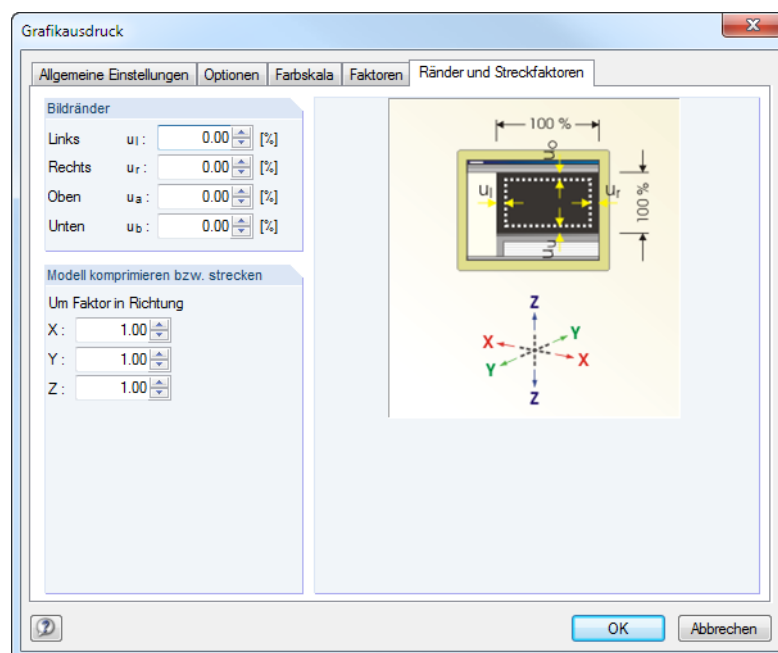 Grafikausdruck
Allgemeine Einstellungen Optionen Farbskala Faktoren Ränder und Streckfaktoren
Bildränder
Links ul : 0.00 [%]
Rechts ur : 0.00 [%]
Oben ua : 0.00 [%]
Unten ub : 0.00 [%]
Modell komprimieren bzw. strecken
Um Faktor in Richtung
X : 1.00
Y : 1.00
Z : 1.00
100 %
uo
ul
ur
100 %
uu
Z
Y
X
X
Y
Z
OK Abbrechen